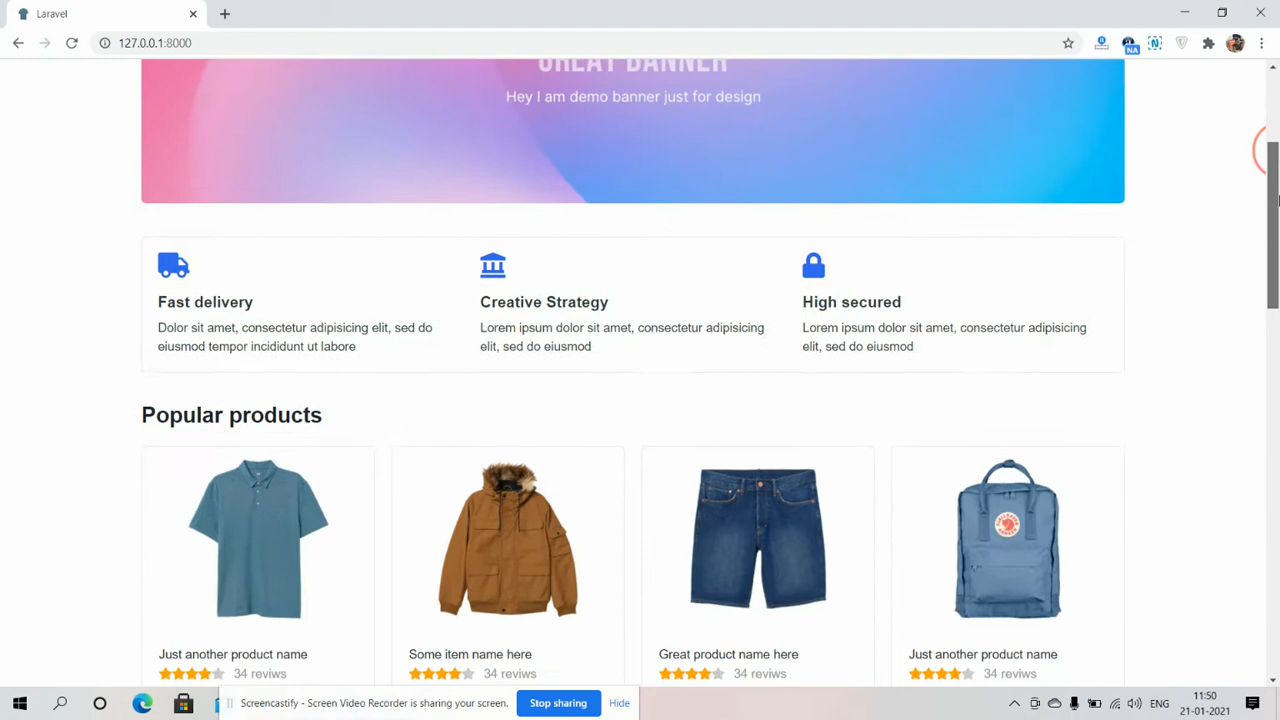 Laravel
127.0.0.1:8000
NA
N
GREAT BANNER
Hey I am demo banner just for design
Fast delivery
Dolor sit amet, consectetur adipisicing elit, sed do
eiusmod tempor incididunt ut labore
Creative Strategy
Lorem ipsum dolor sit amet, consectetur adipisicing
elit, sed do eiusmod
High secured
Lorem ipsum dolor sit amet, consectetur adipisicing
elit, sed do eiusmod
Popular products
Just another product name
34 reviws
Some item name here
34 reviws
Great product name here
34 reviws
Just another product name
34 reviws
Screencastify - Screen Video Recorder is sharing your screen.
Stop sharing
Hide
ENG
11:50
21-01-2021